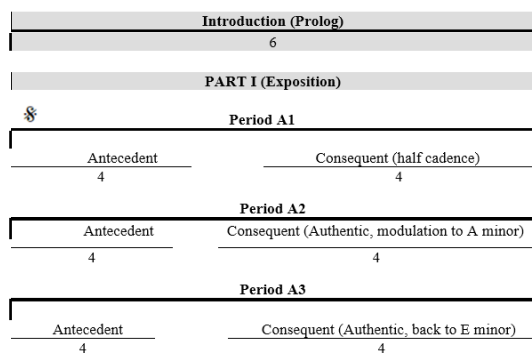 Introduction (Prolog)
6
PART I (Exposition)
Period A1
Antecedent Consequent (half cadence)
4 4
Period A2
Antecedent Consequent (Authentic, modulation to A minor)
4 4
Period A3
Antecedent Consequent (Authentic, back to E minor)
4 4